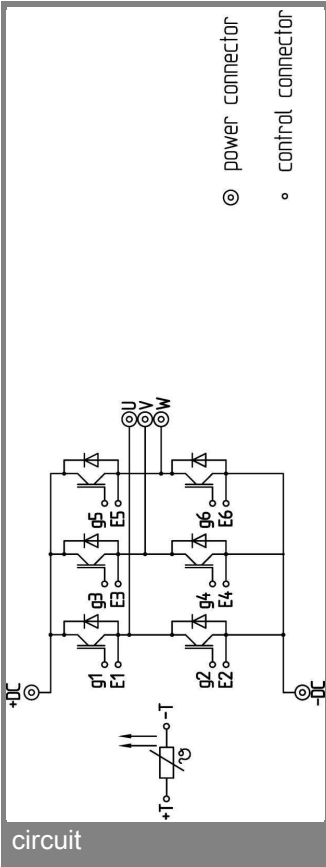 power connector
control connector
U
V
W
g5
E5
g6
E6
g3
E3
g4
E4
g1
E1
g2
E2
+DC
-DC
+T
-T
ϑ
circuit